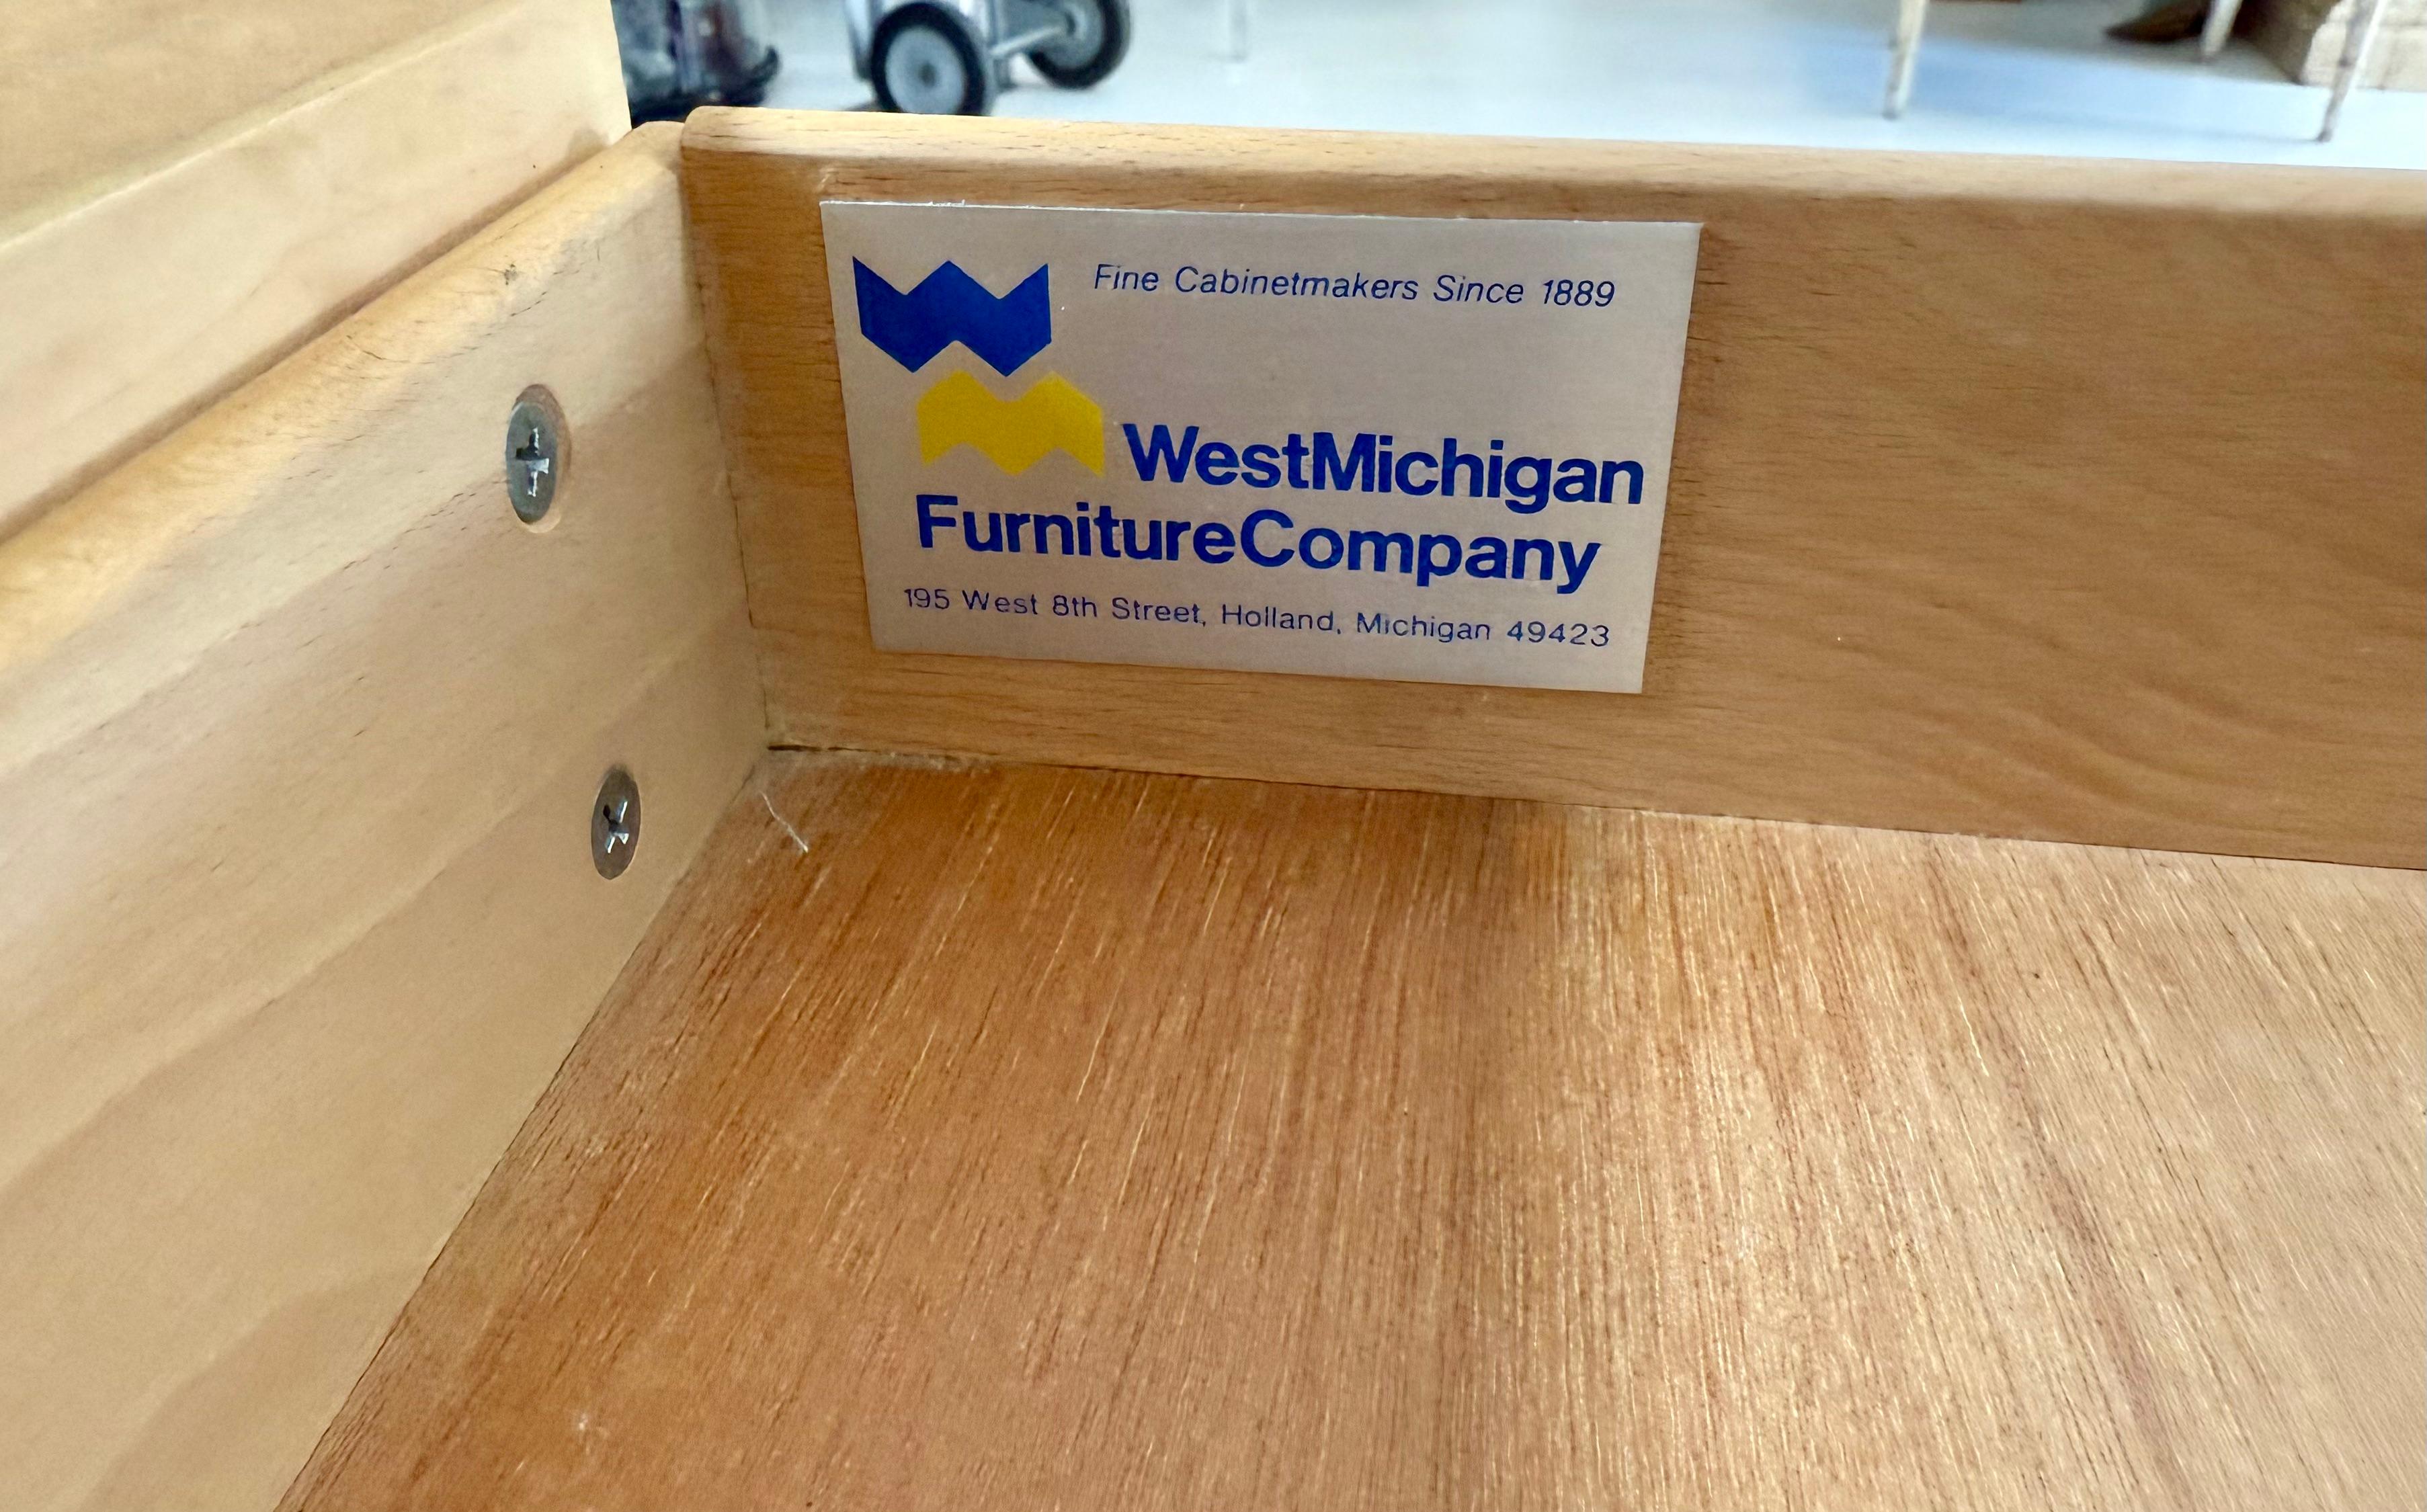 Fine Cabinetmakers Since 1889
WestMichigan
FurnitureCompany
195 West 8th Street, Holland, Michigan 49423